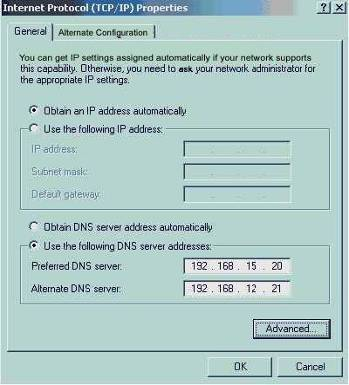 Internet Protocol (TCP/IP) Properties
General
Alternate Configuration
You can get IP settings assigned automatically if your network supports
this capability. Otherwise, you need to ask your network administrator for
the appropriate IP settings.
Obtain an IP address automatically
Use the following IP address:
IP address:
Subnet mask:
Default gateway:
Obtain DNS server address automatically
Use the following DNS server addresses:
Preferred DNS server: 192 . 168 . 15 . 20
Alternate DNS server: 192 . 168 . 12 . 21
Advanced...
OK Cancel